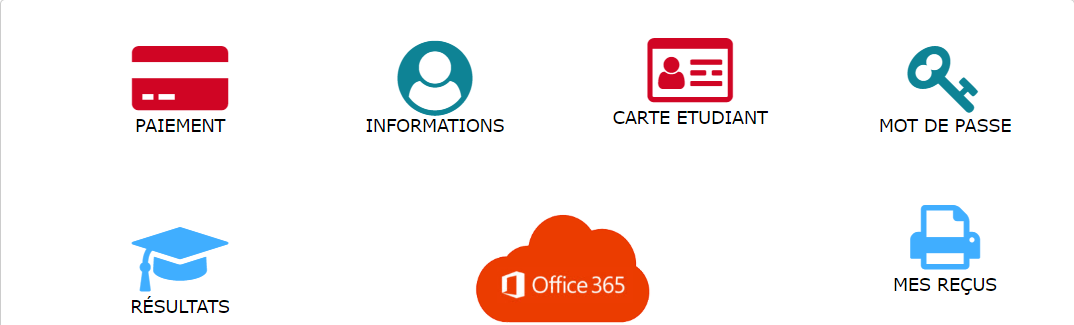 PAIEMENT
INFORMATIONS
CARTE ETUDIANT
MOT DE PASSE
RÉSULTATS
Office 365
MES REÇUS